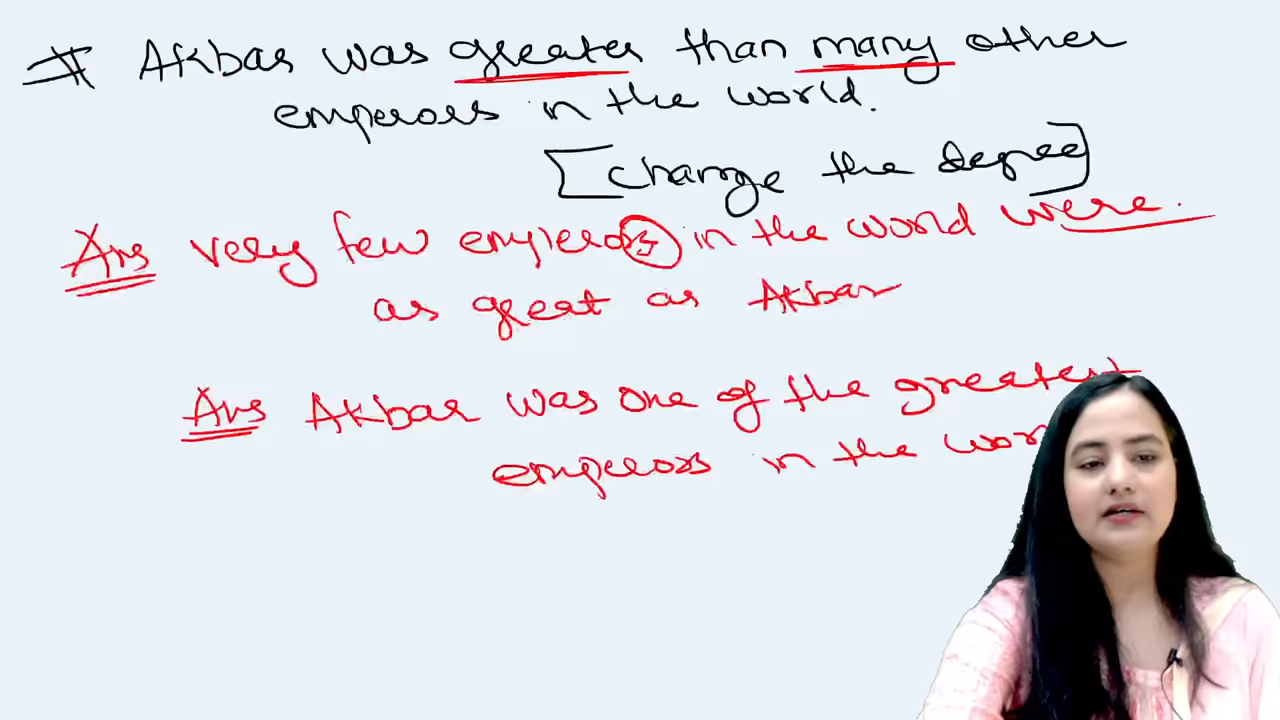 Akbar was greater than many other
emperors in the world.
[change the degree]
Ans very few emperors in the world were.
as great as Akbar
Ans Akbar was one of the greatest
emperors in the